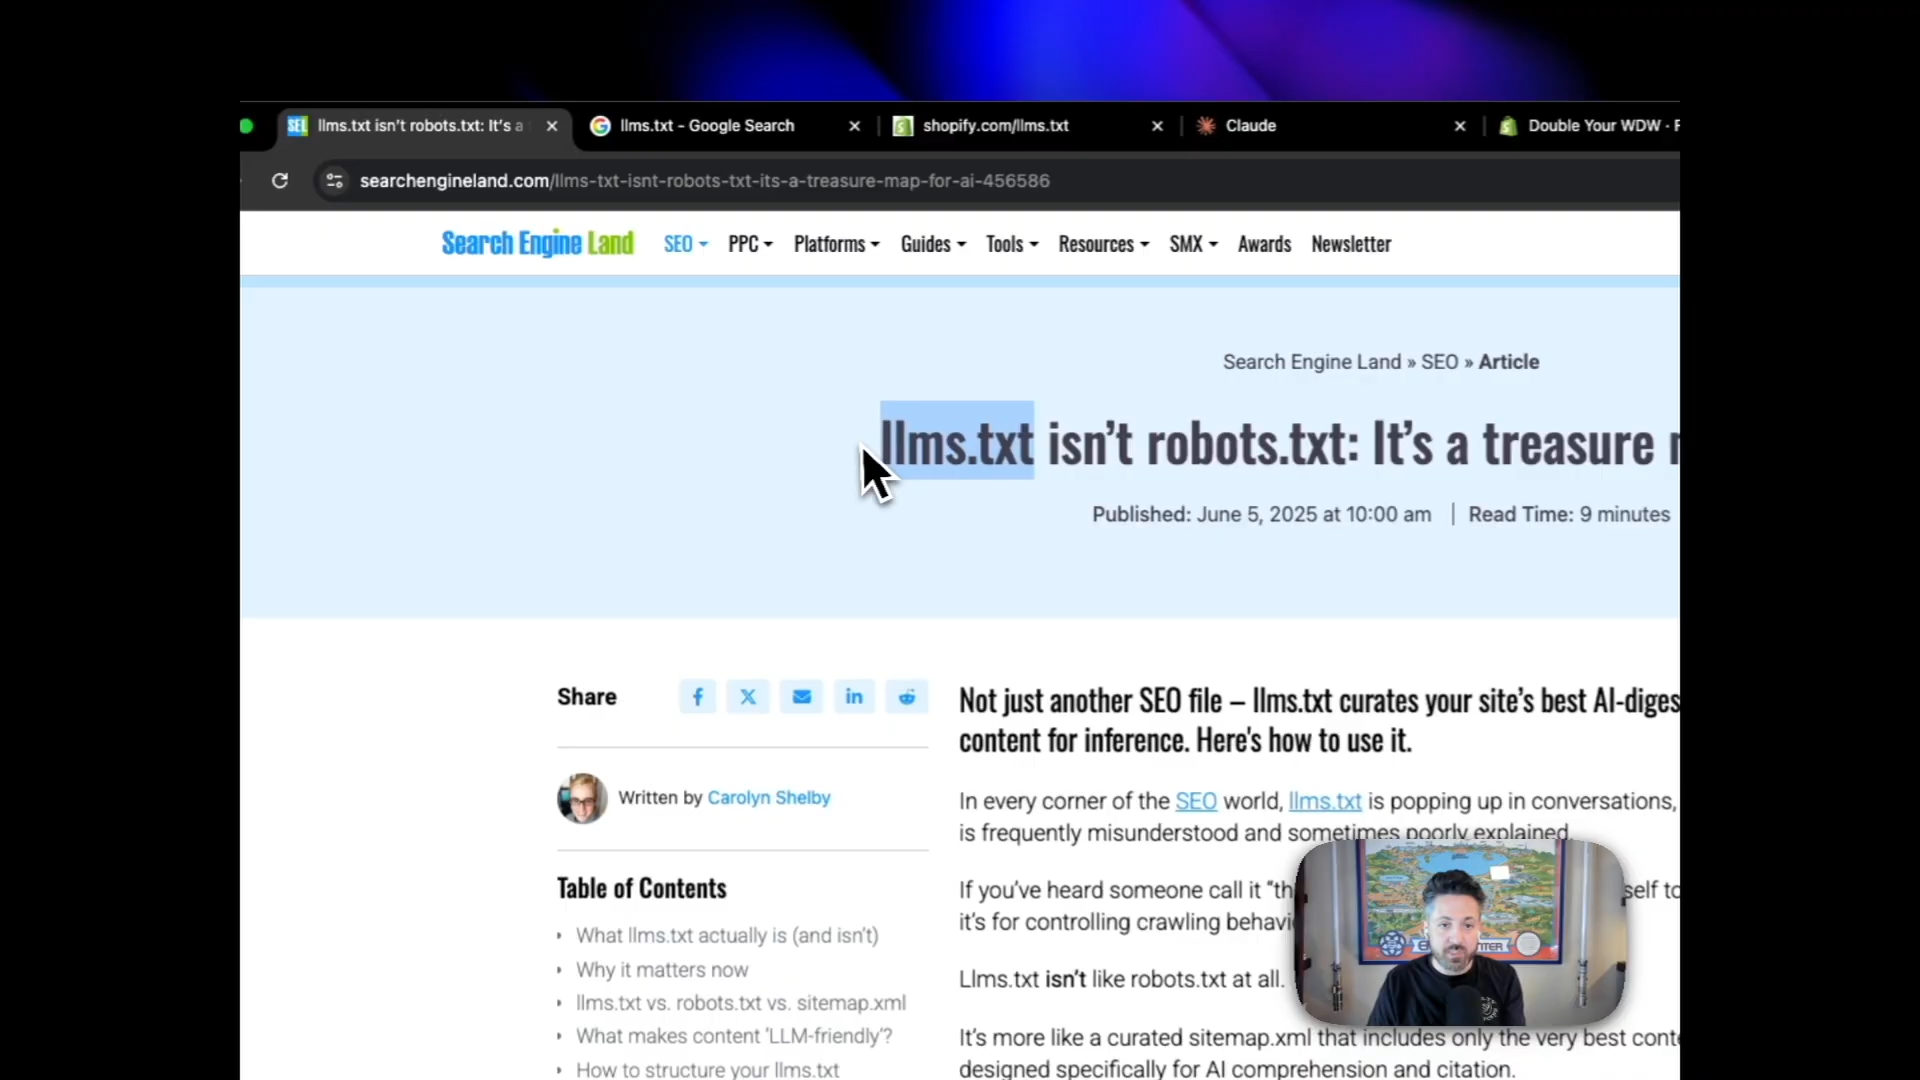 SEL llms.txt isn't robots.txt: It's a
llms.txt - Google Search
shopify.com/llms.txt
Claude
Double Your WDW - F
searchengineland.com/llms-txt-isnt-robots-txt-its-a-treasure-map-for-ai-456586
Search Engine Land
SEO
PPC
Platforms
Guides
Tools
Resources
SMX
Awards
Newsletter
Search Engine Land » SEO » Article
llms.txt isn’t robots.txt: It’s a treasure
Published: June 5, 2025 at 10:00 am | Read Time: 9 minutes
Share
Written by Carolyn Shelby
Table of Contents
What llms.txt actually is (and isn’t)
Why it matters now
llms.txt vs. robots.txt vs. sitemap.xml
What makes content ‘LLM-friendly’?
How to structure your llms.txt
Not just another SEO file – llms.txt curates your site’s best AI-diges
content for inference. Here's how to use it.
In every corner of the SEO world, llms.txt is popping up in conversations,
is frequently misunderstood and sometimes poorly explained.
If you’ve heard someone call it “th self to
it’s for controlling crawling behavi
Llms.txt isn’t like robots.txt at all.
It’s more like a curated sitemap.xml that includes only the very best cont
designed specifically for AI comprehension and citation.